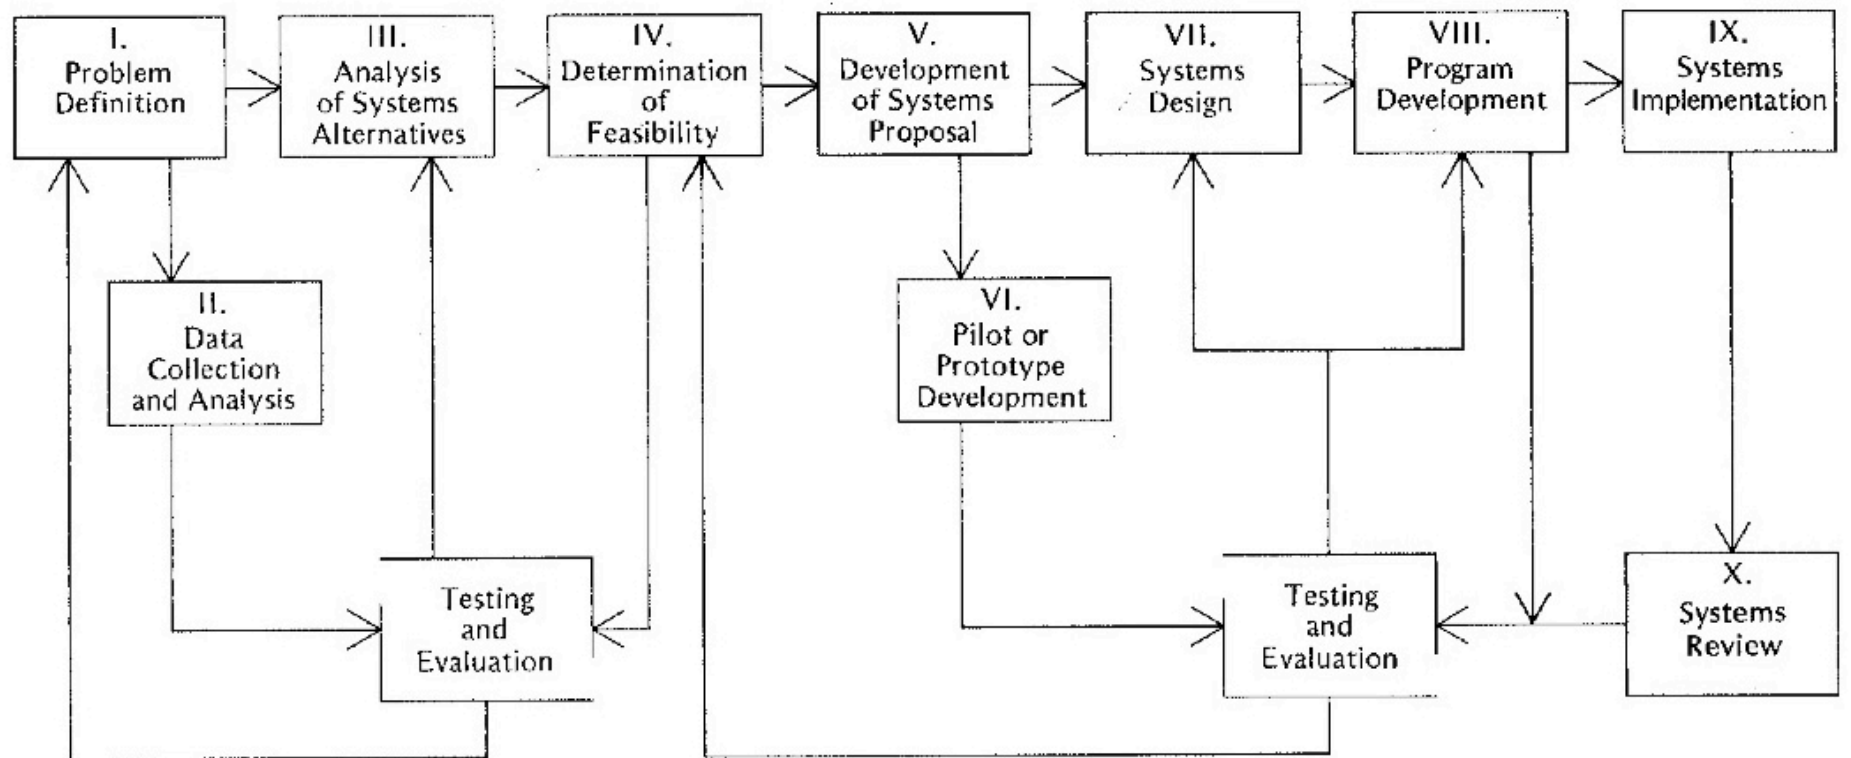 I.
Problem
Definition
III.
Analysis
of Systems
Alternatives
IV.
Determination
of
Feasibility
V.
Development
of Systems
Proposal
VII.
Systems
Design
VIII.
Program
Development
IX.
Systems
Implementation
II.
Data
Collection
and Analysis
VI.
Pilot or
Prototype
Development
Testing
and
Evaluation
Testing
and
Evaluation
X.
Systems
Review